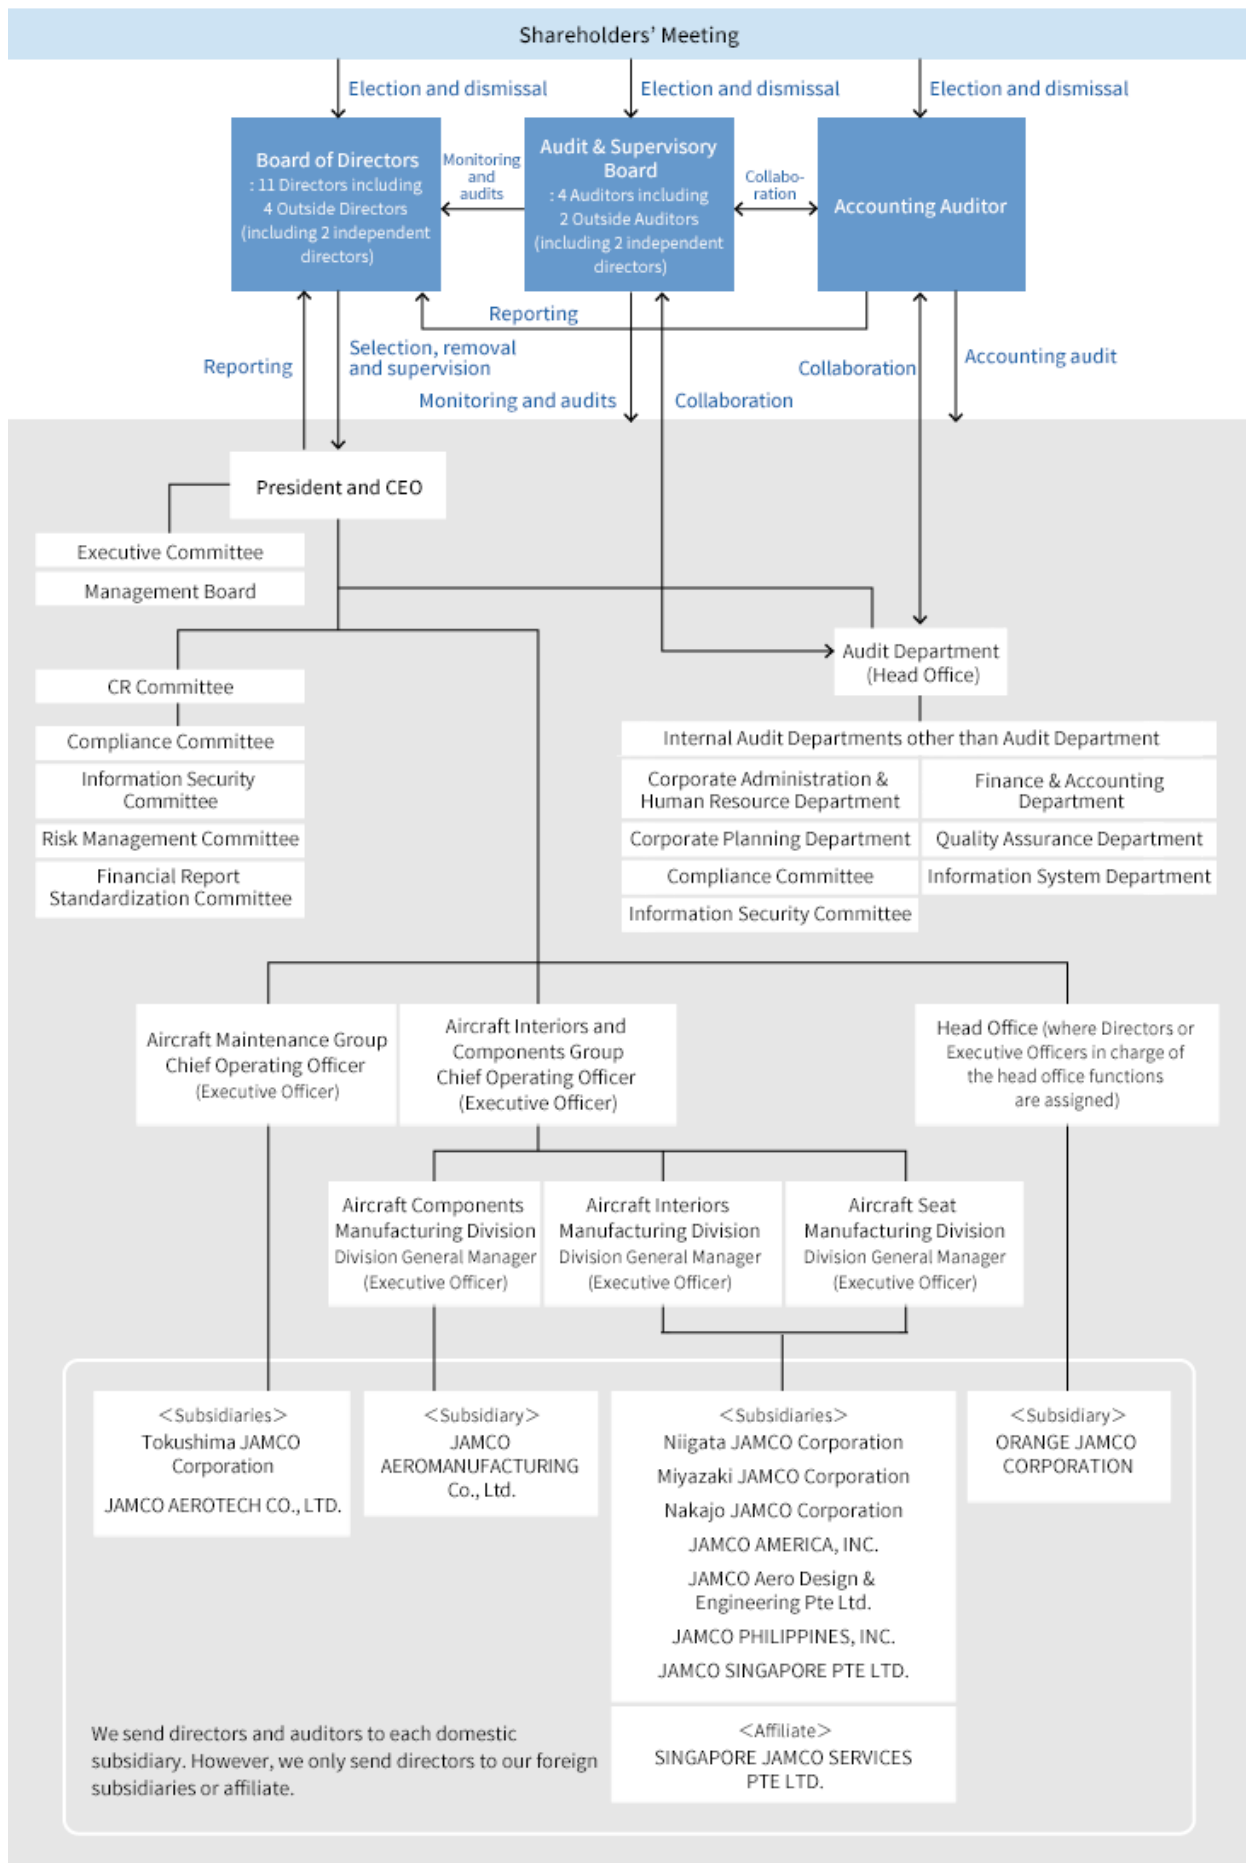 Shareholders’ Meeting
Election and dismissal
Election and dismissal
Election and dismissal
Board of Directors
: 11 Directors including
4 Outside Directors
(including 2 independent
directors)
Monitoring
and
audits
Audit & Supervisory
Board
: 4 Auditors including
2 Outside Auditors
(including 2 independent
directors)
Collabo-
ration
Accounting Auditor
Reporting
Reporting
Selection, removal
and supervision
Monitoring and audits
Collaboration
Collaboration
Accounting audit
President and CEO
Executive Committee
Management Board
Audit Department
(Head Office)
CR Committee
Compliance Committee
Information Security
Committee
Risk Management Committee
Financial Report
Standardization Committee
Internal Audit Departments other than Audit Department
Corporate Administration &
Human Resource Department
Finance & Accounting
Department
Corporate Planning Department
Quality Assurance Department
Compliance Committee
Information System Department
Information Security Committee
Aircraft Maintenance Group
Chief Operating Officer
(Executive Officer)
Aircraft Interiors and
Components Group
Chief Operating Officer
(Executive Officer)
Head Office (where Directors or
Executive Officers in charge of
the head office functions
are assigned)
Aircraft Components
Manufacturing Division
Division General Manager
(Executive Officer)
Aircraft Interiors
Manufacturing Division
Division General Manager
(Executive Officer)
Aircraft Seat
Manufacturing Division
Division General Manager
(Executive Officer)
<Subsidiaries>
Tokushima JAMCO
Corporation
JAMCO AEROTECH CO., LTD.
<Subsidiary>
JAMCO
AEROMANUFACTURING
Co., Ltd.
<Subsidiaries>
Niigata JAMCO Corporation
Miyazaki JAMCO Corporation
Nakajo JAMCO Corporation
JAMCO AMERICA, INC.
JAMCO Aero Design &
Engineering Pte Ltd.
JAMCO PHILIPPINES, INC.
JAMCO SINGAPORE PTE LTD.
<Subsidiary>
ORANGE JAMCO
CORPORATION
<Affiliate>
SINGAPORE JAMCO SERVICES
PTE LTD.
We send directors and auditors to each domestic
subsidiary. However, we only send directors to our foreign
subsidiaries or affiliate.